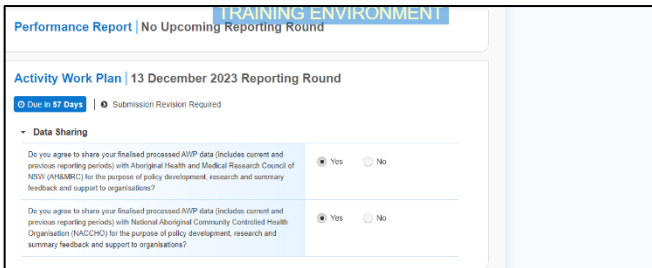 TRAINING ENVIRONMENT
Performance Report | No Upcoming Reporting Round
Activity Work Plan | 13 December 2023 Reporting Round
Due in 57 Days | Submission Revision Required
Data Sharing
Do you agree to share your finalised processed AWP data (includes current and
previous reporting periods) with Aboriginal Health and Medical Research Council of
NSW (AH&MRC) for the purpose of policy development, research and summary
feedback and support to organisations?
Yes No
Do you agree to share your finalised processed AWP data (includes current and
previous reporting periods) with National Aboriginal Community Controlled Health
Organisation (NACCHO) for the purpose of policy development, research and
summary feedback and support to organisations?
Yes No